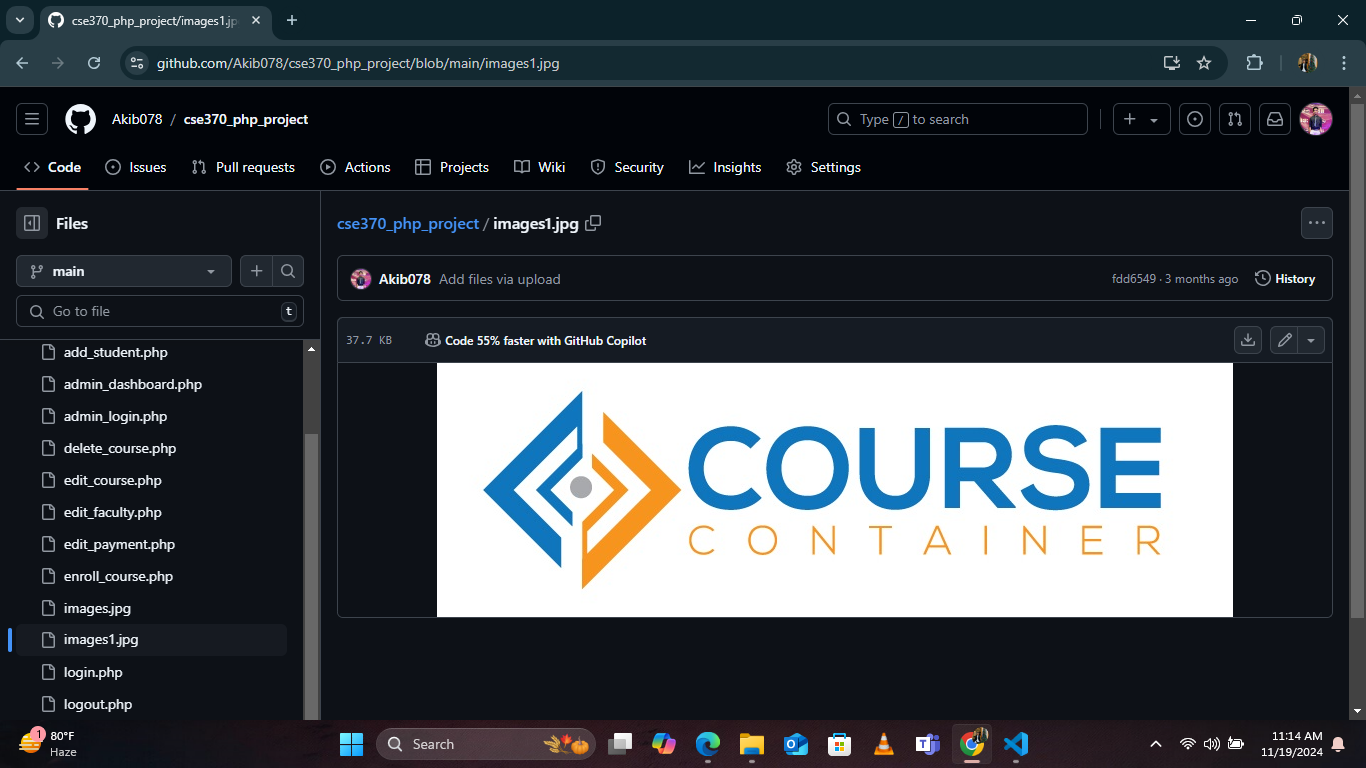 cse370_php_project/images1.jp
github.com/Akib078/cse370_php_project/blob/main/images1.jpg
Akib078 / cse370_php_project
Type / to search
Code Issues Pull requests Actions Projects Wiki Security Insights Settings
Files
main
Go to file t
add_student.php
admin_dashboard.php
admin_login.php
delete_course.php
edit_course.php
edit_faculty.php
edit_payment.php
enroll_course.php
images.jpg
images1.jpg
login.php
logout.php
cse370_php_project / images1.jpg
Akib078 Add files via upload fdd6549 · 3 months ago History
37.7 KB Code 55% faster with GitHub Copilot
COURSE
CONTAINER
1
80°F
Haze
Search
11:14 AM
11/19/2024